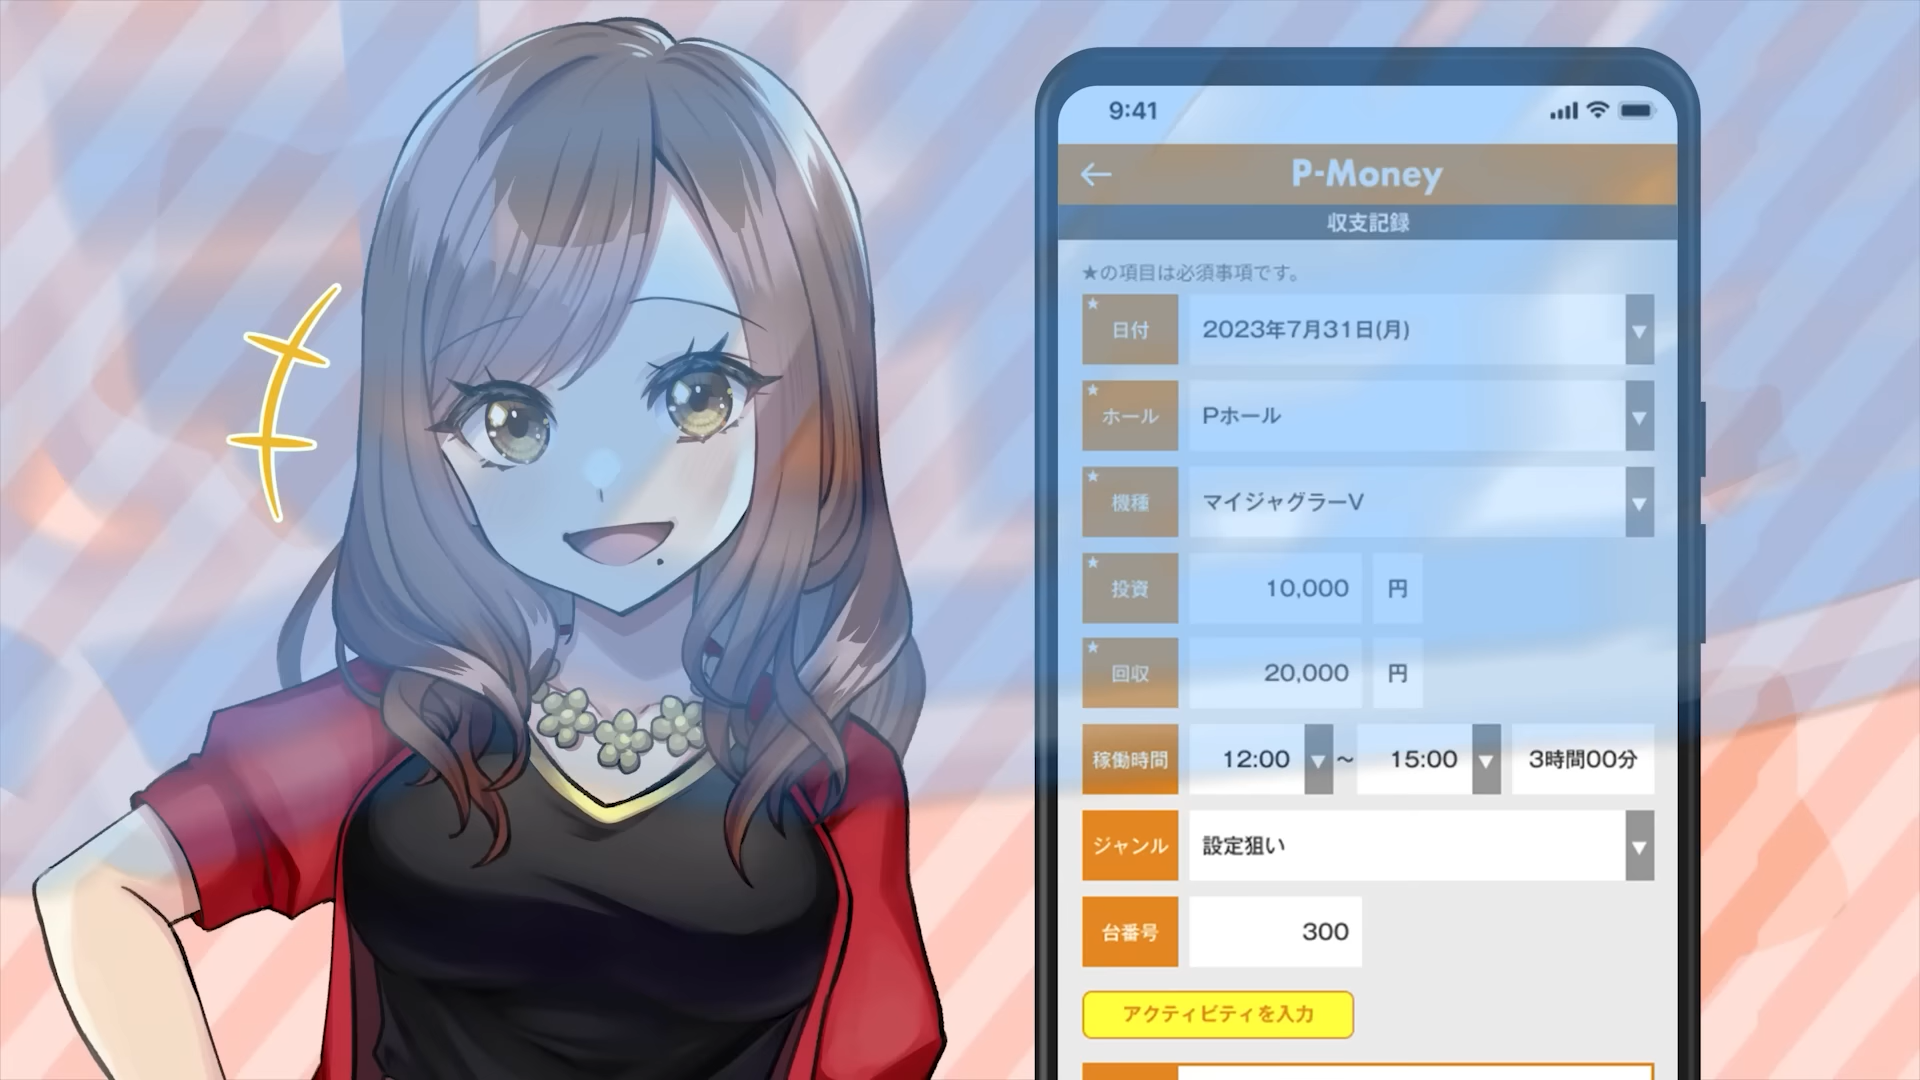 9:41
P-Money
収支記録
★の項目は必須事項です。
★日付 2023年7月31日(月) ▼
★ホール Pホール ▼
★機種 マイジャグラーV ▼
★投資 10,000 円
★回収 20,000 円
稼働時間 12:00 ▼ ~ 15:00 ▼ 3時間00分
ジャンル 設定狙い ▼
台番号 300
アクティビティを入力